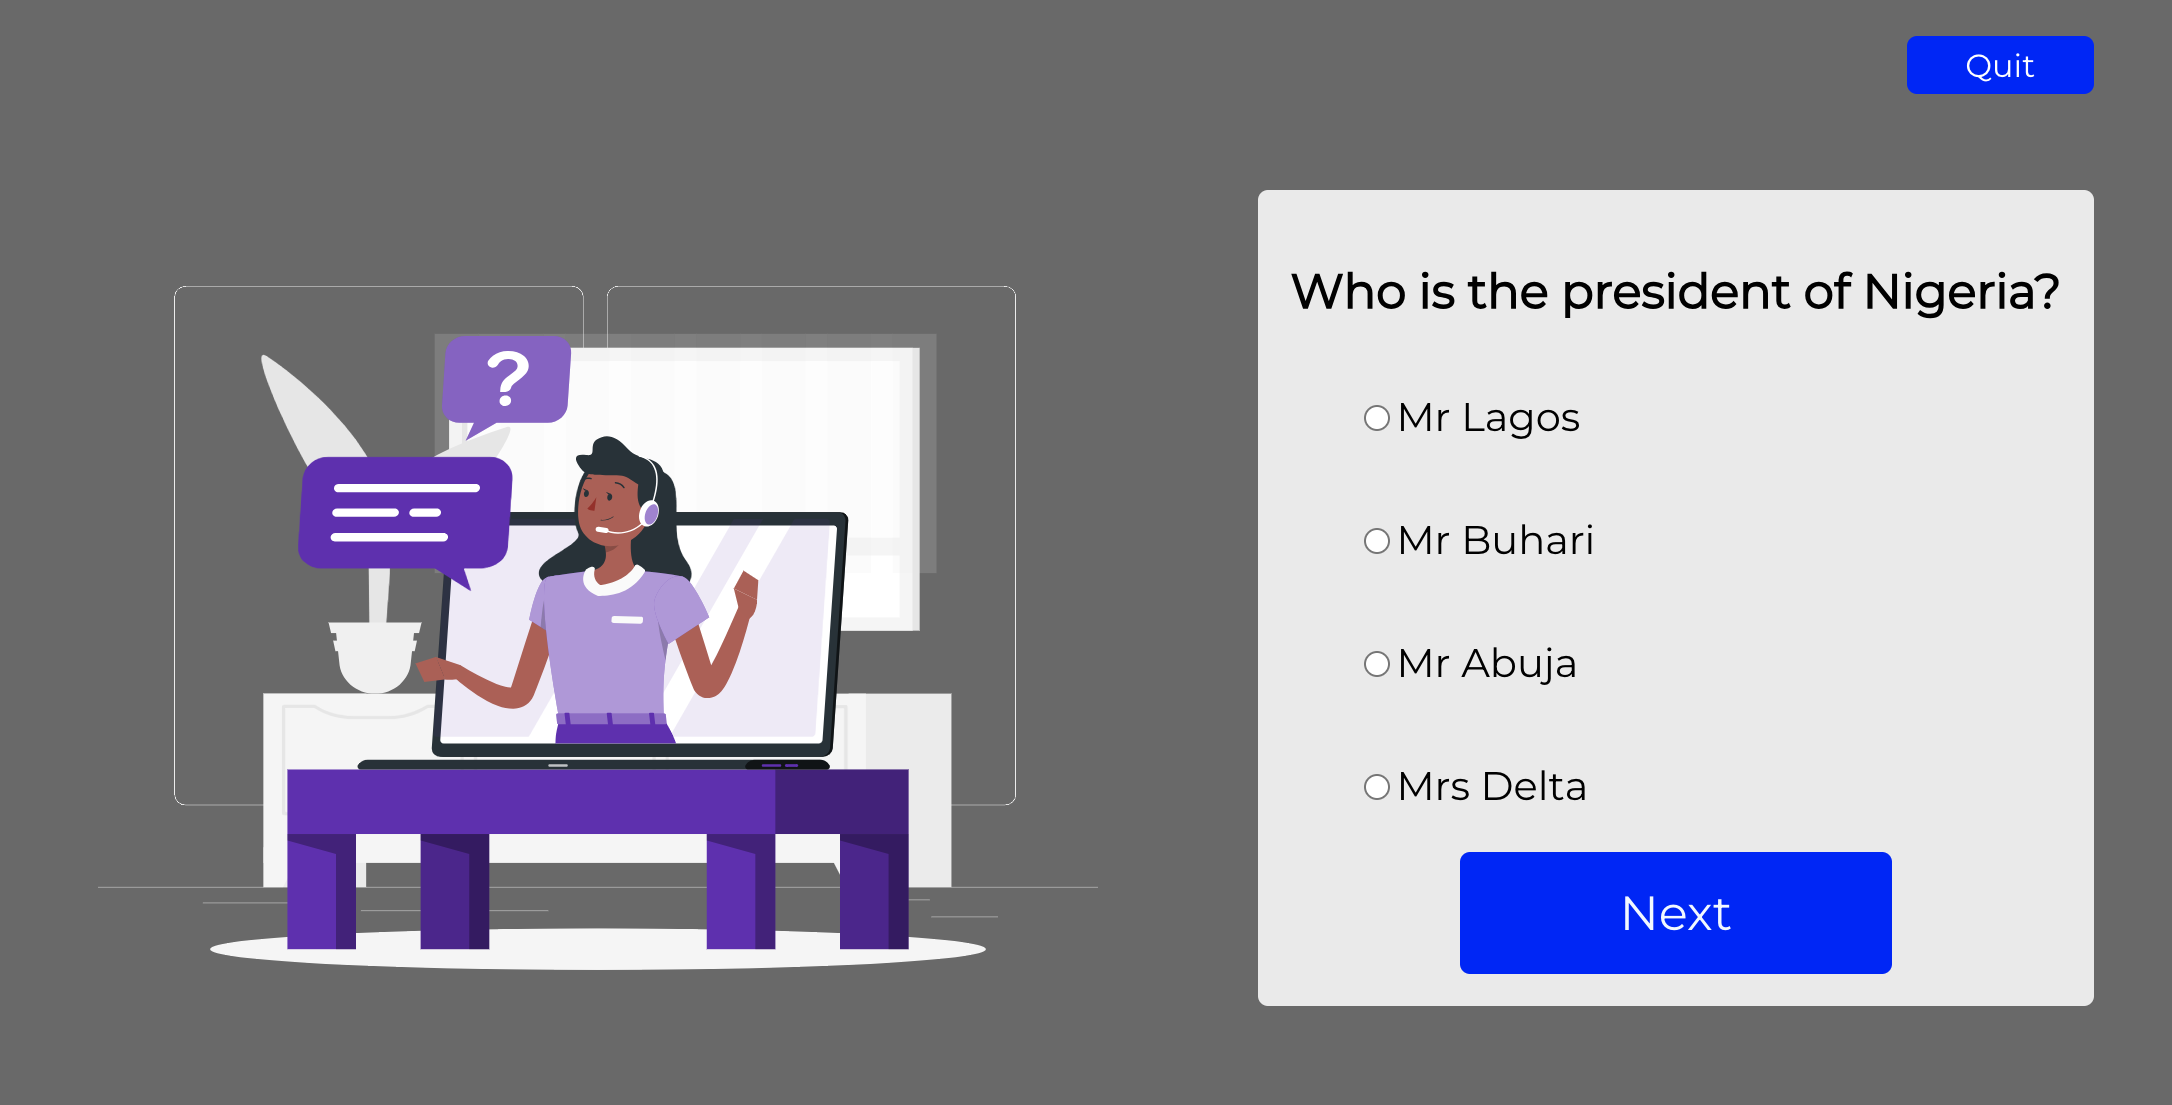 Quit
Who is the president of Nigeria?
Mr Lagos
Mr Buhari
Mr Abuja
Mrs Delta
Next
?